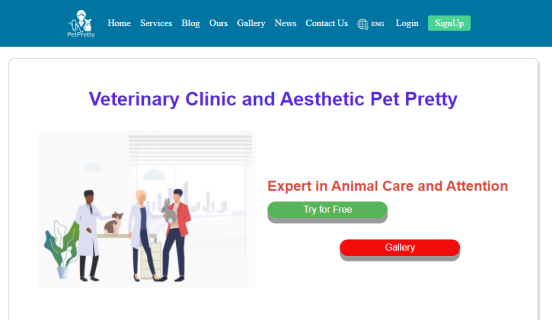 PetPretty
Home Services Blog Ours Gallery News Contact Us ENG Login SignUp
Veterinary Clinic and Aesthetic Pet Pretty
Expert in Animal Care and Attention
Try for Free
Gallery